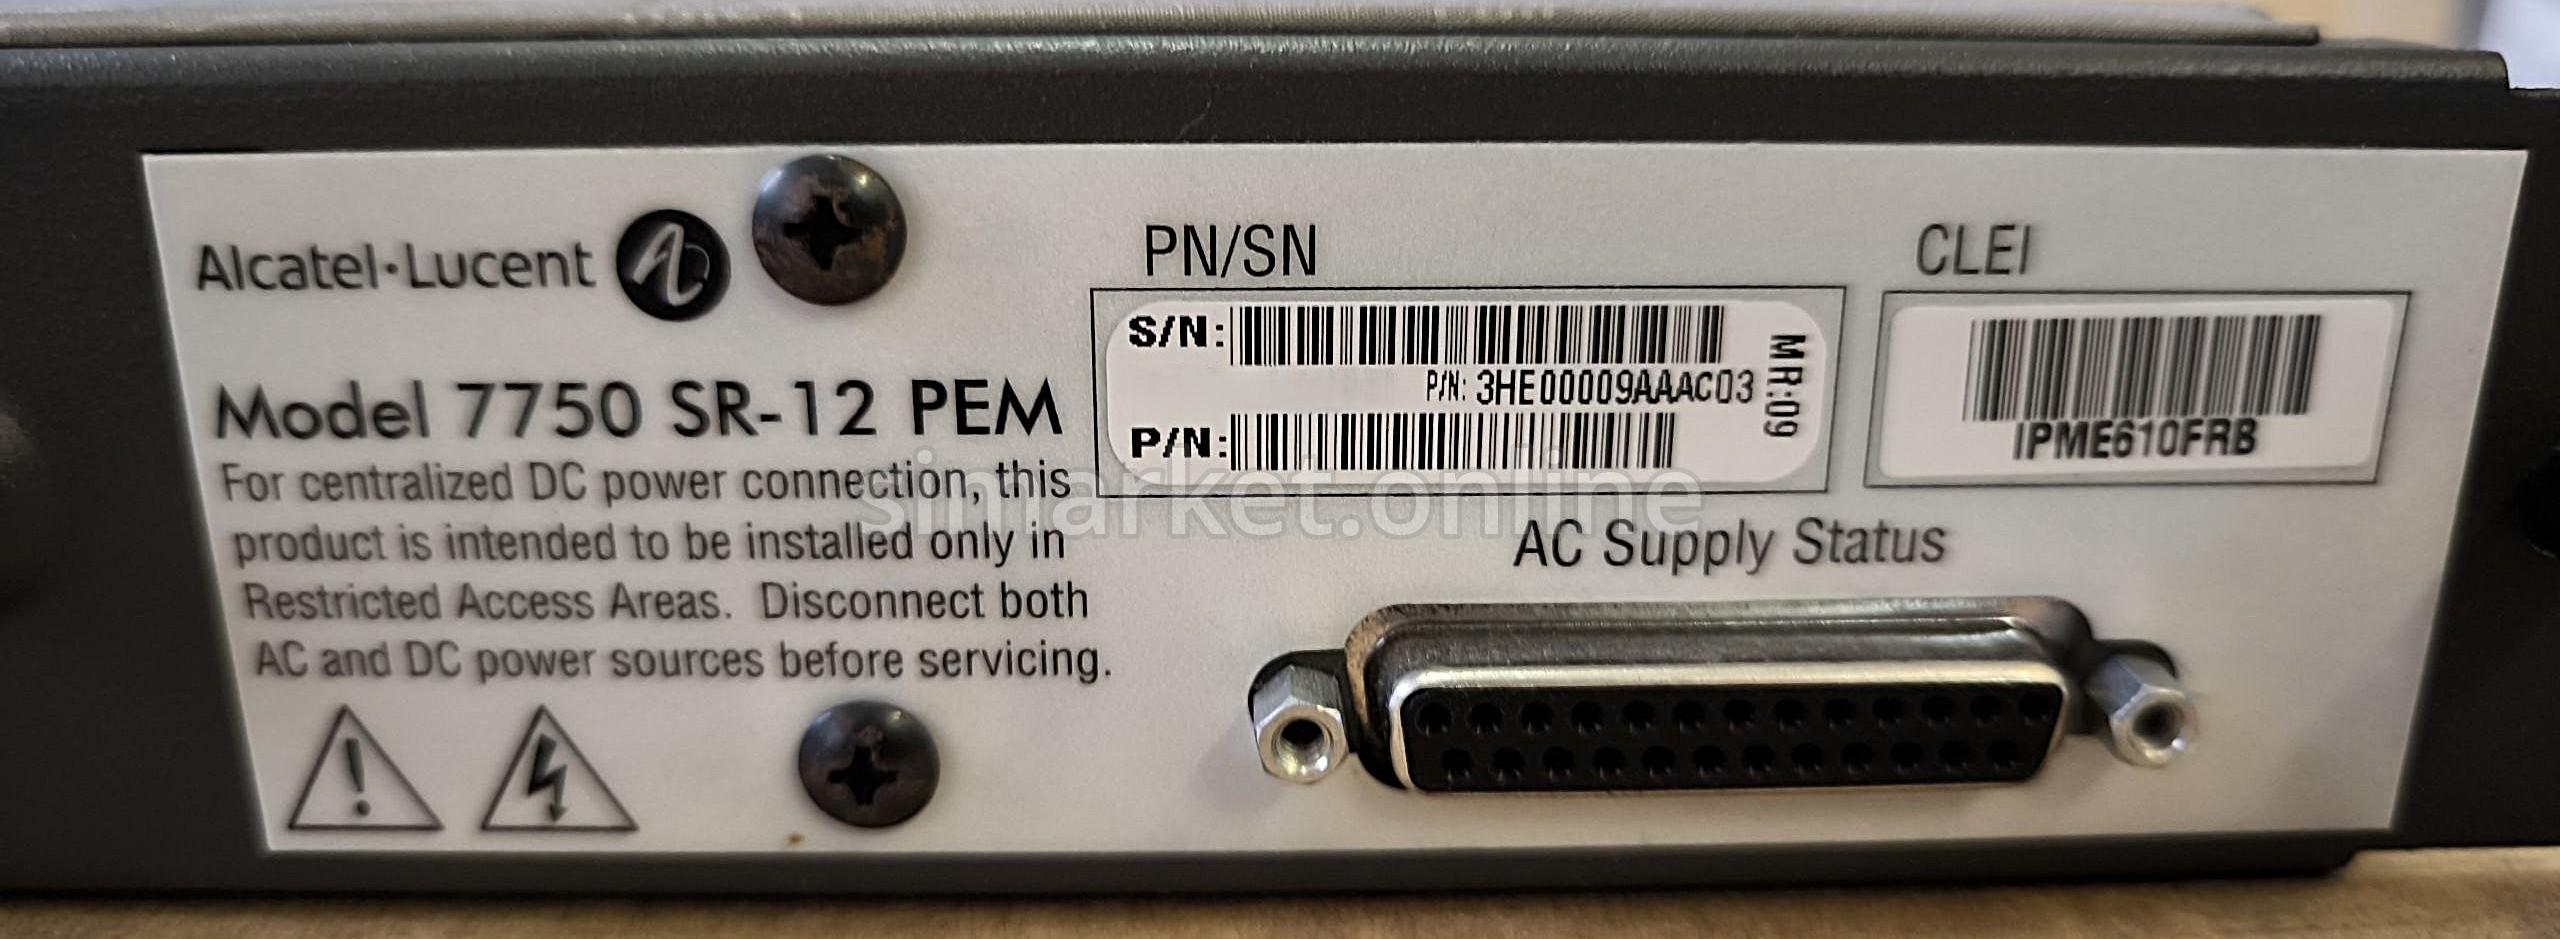 Alcatel·Lucent
Model 7750 SR-12 PEM
For centralized DC power connection, this
product is intended to be installed only in
Restricted Access Areas. Disconnect both
AC and DC power sources before servicing.
PN/SN
S/N:
P/N: 3HE00009AAAC03
P/N:
MR:09
CLEI
IPME610FRB
AC Supply Status
simarket.online